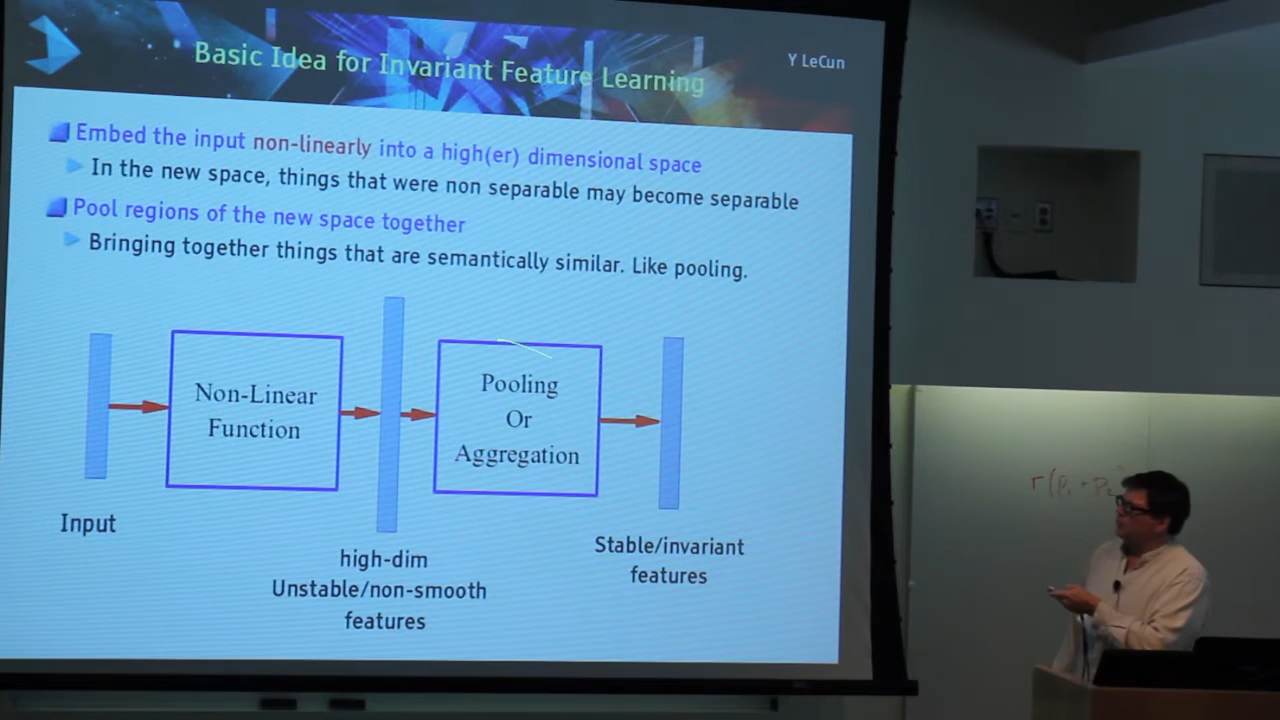 Basic Idea for Invariant Feature Learning
Y LeCun
Embed the input non-linearly into a high(er) dimensional space
In the new space, things that were non separable may become separable
Pool regions of the new space together
Bringing together things that are semantically similar. Like pooling.
Non-Linear
Function
Pooling
Or
Aggregation
Input
high-dim
Unstable/non-smooth
features
Stable/invariant
features
r(p₁ + p₂